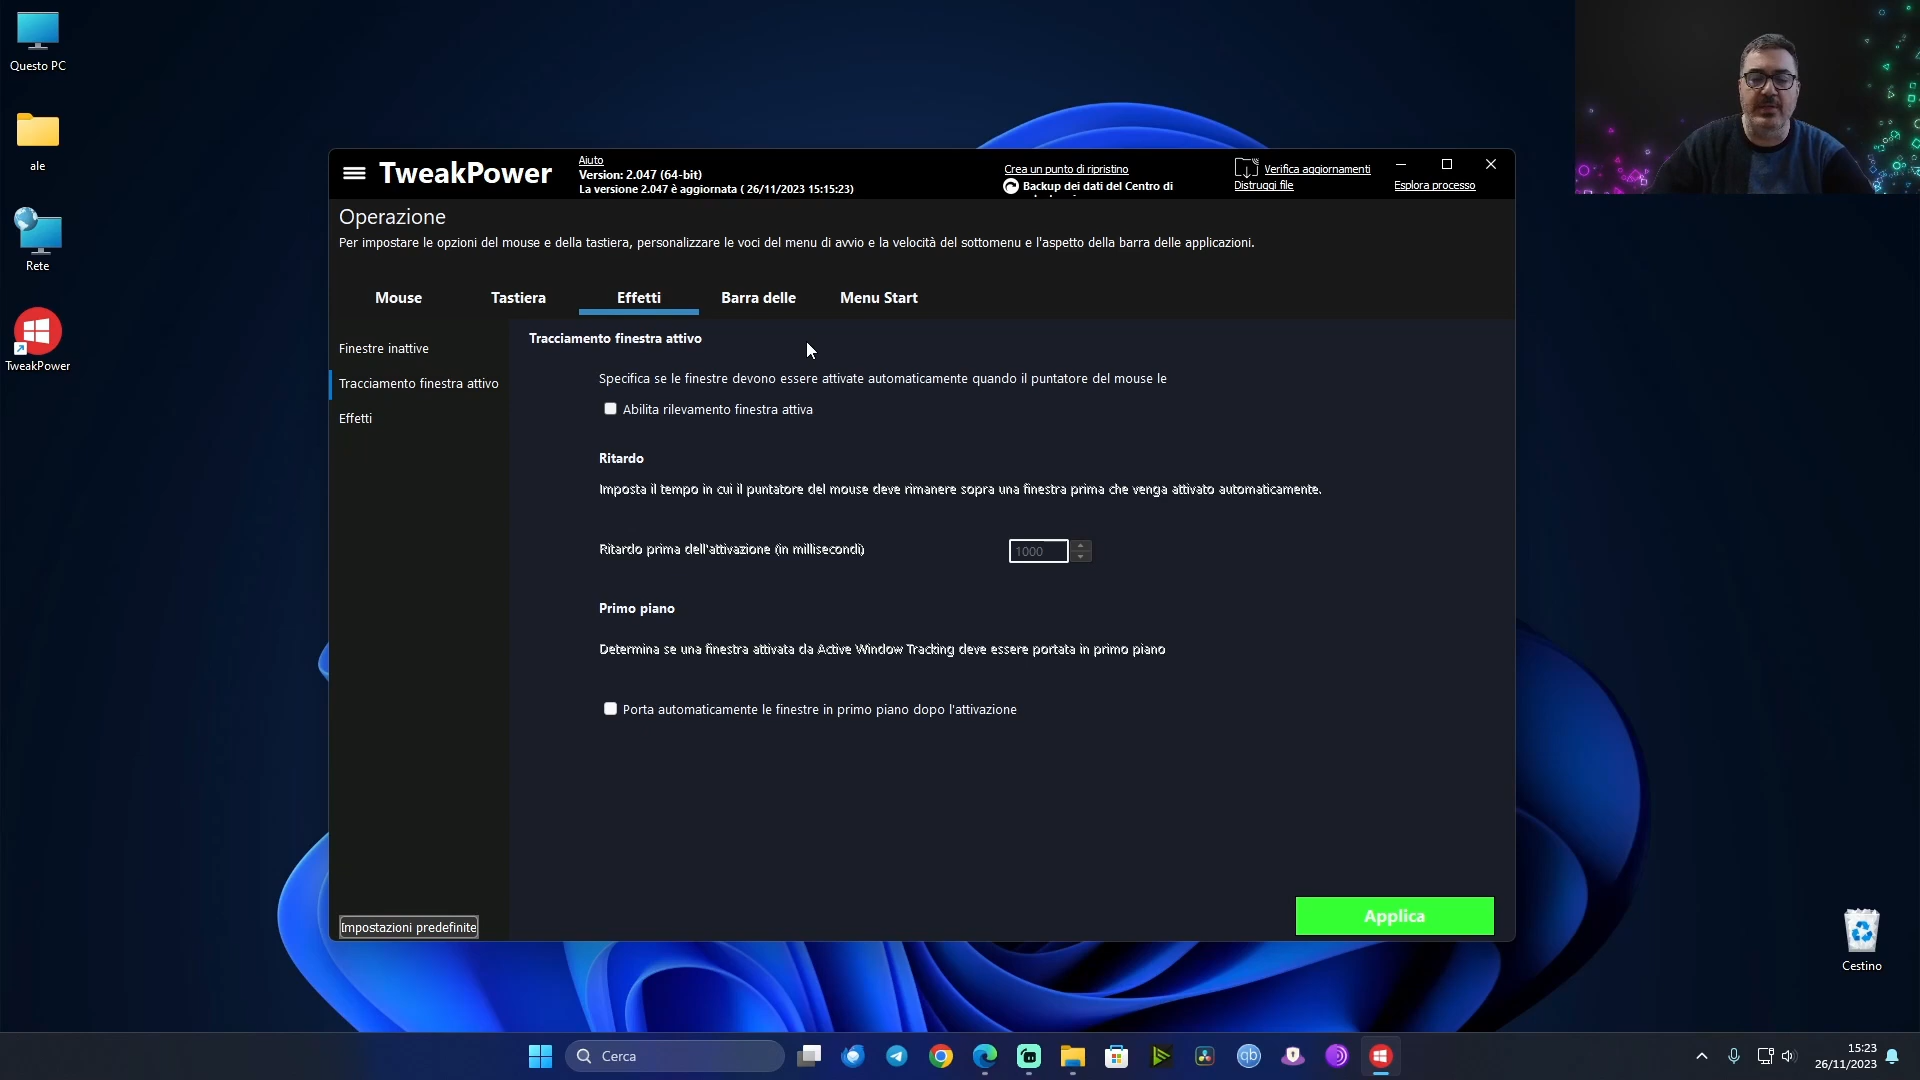 Questo PC
ale
Rete
TweakPower
TweakPower
Aiuto
Version: 2.047 (64-bit)
La versione 2.047 è aggiornata ( 26/11/2023 15:15:23)
Crea un punto di ripristino
Backup dei dati del Centro di
Verifica aggiornamenti
Distruggi file
Esplora processo
Operazione
Per impostare le opzioni del mouse e della tastiera, personalizzare le voci del menu di avvio e la velocità del sottomenu e l'aspetto della barra delle applicazioni.
Mouse
Tastiera
Effetti
Barra delle
Menu Start
Finestre inattive
Tracciamento finestra attivo
Effetti
Tracciamento finestra attivo
Specifica se le finestre devono essere attivate automaticamente quando il puntatore del mouse le
Abilita rilevamento finestra attiva
Ritardo
Imposta il tempo in cui il puntatore del mouse deve rimanere sopra una finestra prima che venga attivato automaticamente.
Ritardo prima dell'attivazione (in millisecondi)
1000
Primo piano
Determina se una finestra attivata da Active Window Tracking deve essere portata in primo piano
Porta automaticamente le finestre in primo piano dopo l'attivazione
Impostazioni predefinite
Applica
Cestino
Cerca
qb
15:23
26/11/2023